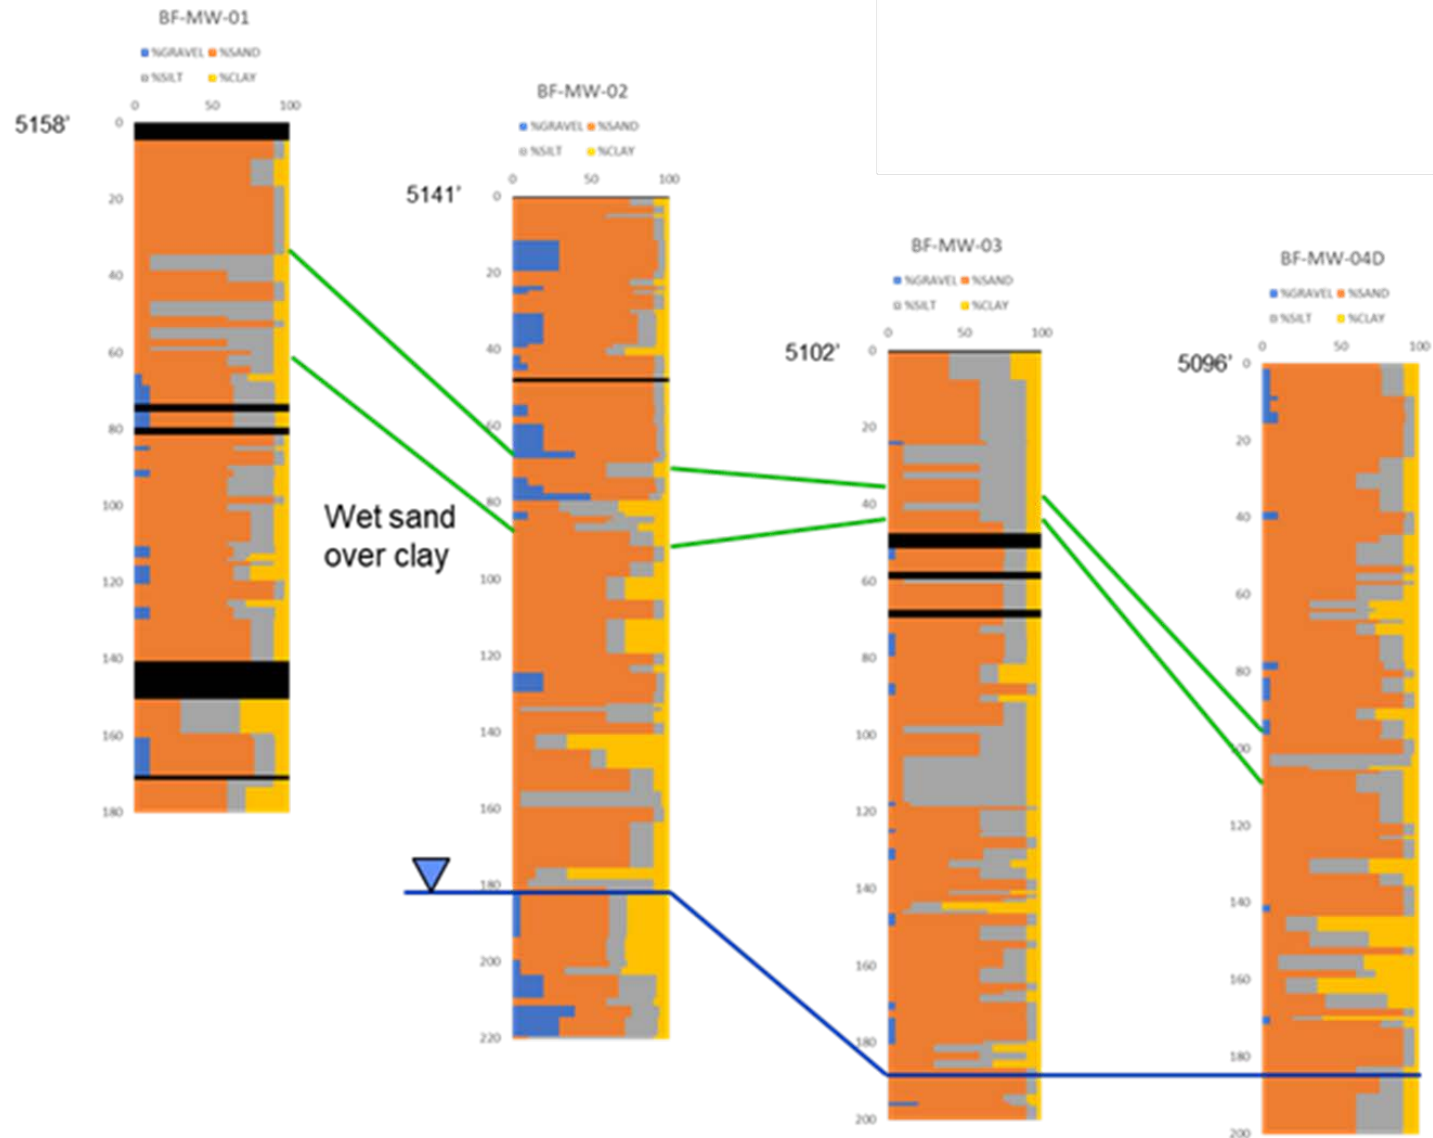 BF-MW-01
%GRAVEL %SAND
%SILT %CLAY
0 50 100
5158'
0
20
40
60
80
100
120
140
160
180
BF-MW-02
%GRAVEL %SAND
%SILT %CLAY
0 50 100
5141'
0
20
40
60
80
100
120
140
160
180
200
220
Wet sand
over clay
BF-MW-03
%GRAVEL %SAND
%SILT %CLAY
0 50 100
5102'
0
20
40
60
80
100
120
140
160
180
200
BF-MW-04D
%GRAVEL %SAND
%SILT %CLAY
0 50 100
5096'
0
20
40
60
80
100
120
140
160
180
200